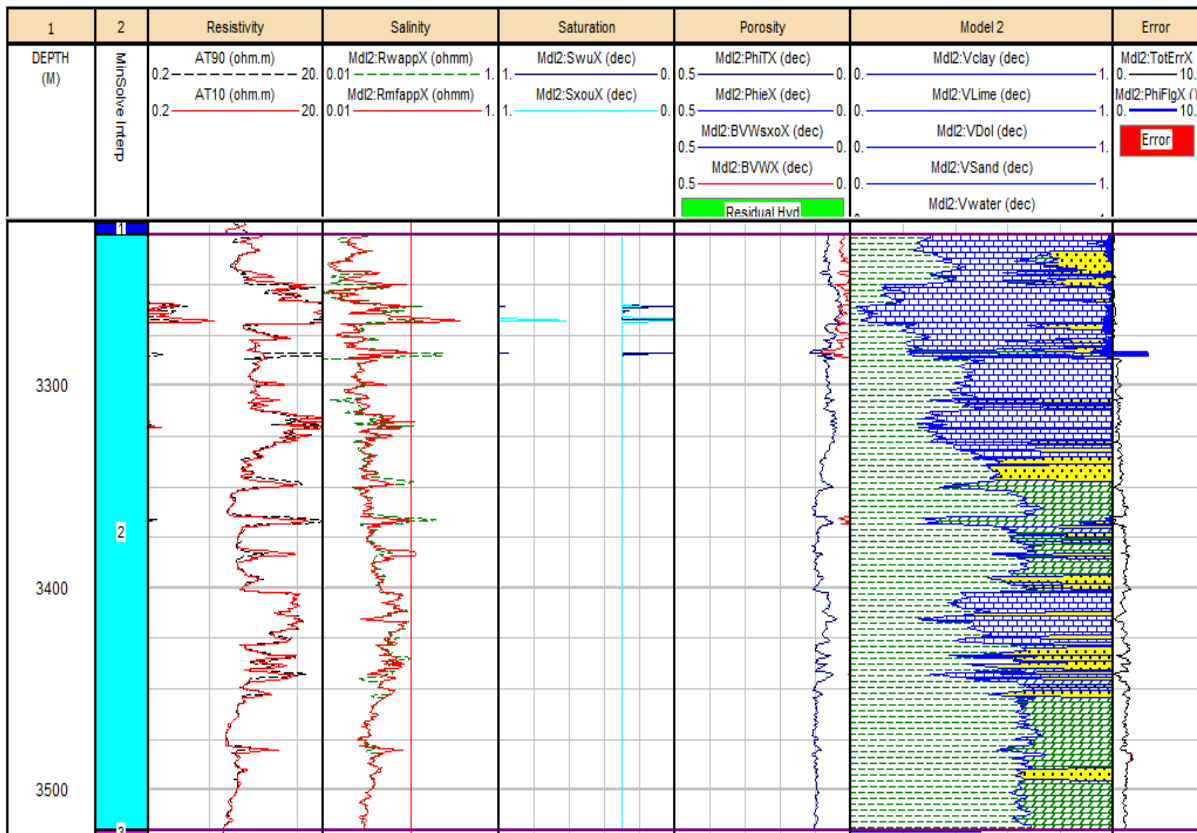 1 2 Resistivity Salinity Saturation Porosity Model 2 Error
DEPTH
(M)
MinSolve Interp
AT90 (ohm.m)
0.2 20.
AT10 (ohm.m)
0.2 20.
Mdl2:RwappX (ohmm)
0.01 1.
Mdl2:RmfappX (ohmm)
0.01 1.
Mdl2:SwuX (dec)
1. 0.
Mdl2:SxouX (dec)
1. 0.
Mdl2:PhiTX (dec)
0.5 0.
Mdl2:PhieX (dec)
0.5 0.
Mdl2:BVWsxoX (dec)
0.5 0.
Mdl2:BVWX (dec)
0.5 0.
Residual Hyd
Mdl2:Vclay (dec)
0. 1.
Mdl2:VLime (dec)
0. 1.
Mdl2:VDol (dec)
0. 1.
Mdl2:VSand (dec)
0. 1.
Mdl2:Vwater (dec)
Mdl2:TotErrX
0. 10.
Mdl2:PhiFlgX (
0. 10.
Error
1
3300
2
3400
3500